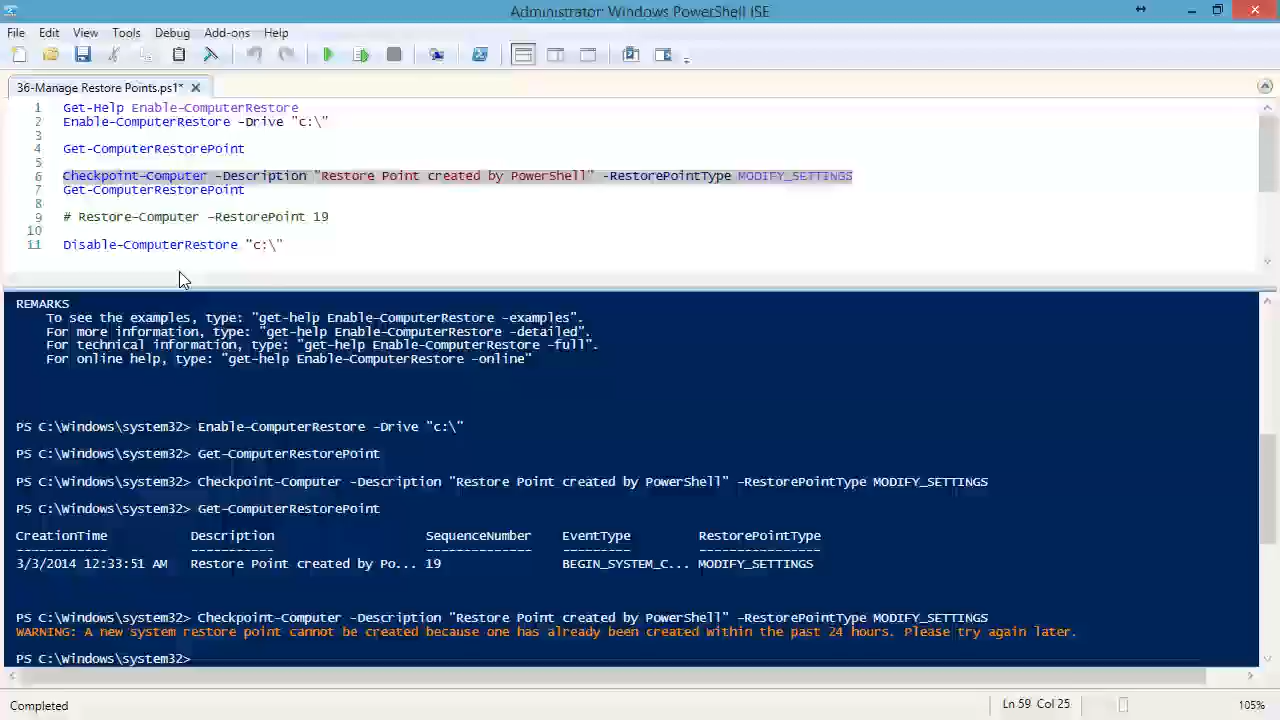 Administrator: Windows PowerShell ISE
File Edit View Tools Debug Add-ons Help
36-Manage Restore Points.ps1* X
1 Get-Help Enable-ComputerRestore
2 Enable-ComputerRestore -Drive "c:\"
3
4 Get-ComputerRestorePoint
5
6 Checkpoint-Computer -Description "Restore Point created by PowerShell" -RestorePointType MODIFY_SETTINGS
7 Get-ComputerRestorePoint
8
9 # Restore-Computer -RestorePoint 19
10
11 Disable-ComputerRestore "c:\"
REMARKS
To see the examples, type: "get-help Enable-ComputerRestore -examples".
For more information, type: "get-help Enable-ComputerRestore -detailed".
For technical information, type: "get-help Enable-ComputerRestore -full".
For online help, type: "get-help Enable-ComputerRestore -online"
PS C:\Windows\system32> Enable-ComputerRestore -Drive "c:\"
PS C:\Windows\system32> Get-ComputerRestorePoint
PS C:\Windows\system32> Checkpoint-Computer -Description "Restore Point created by PowerShell" -RestorePointType MODIFY_SETTINGS
PS C:\Windows\system32> Get-ComputerRestorePoint
CreationTime Description SequenceNumber EventType RestorePointType
------------ ----------- -------------- --------- ----------------
3/3/2014 12:33:51 AM Restore Point created by Po... 19 BEGIN_SYSTEM_C... MODIFY_SETTINGS
PS C:\Windows\system32> Checkpoint-Computer -Description "Restore Point created by PowerShell" -RestorePointType MODIFY_SETTINGS
WARNING: A new system restore point cannot be created because one has already been created within the past 24 hours. Please try again later.
PS C:\Windows\system32>
Completed Ln 59 Col 25 105%